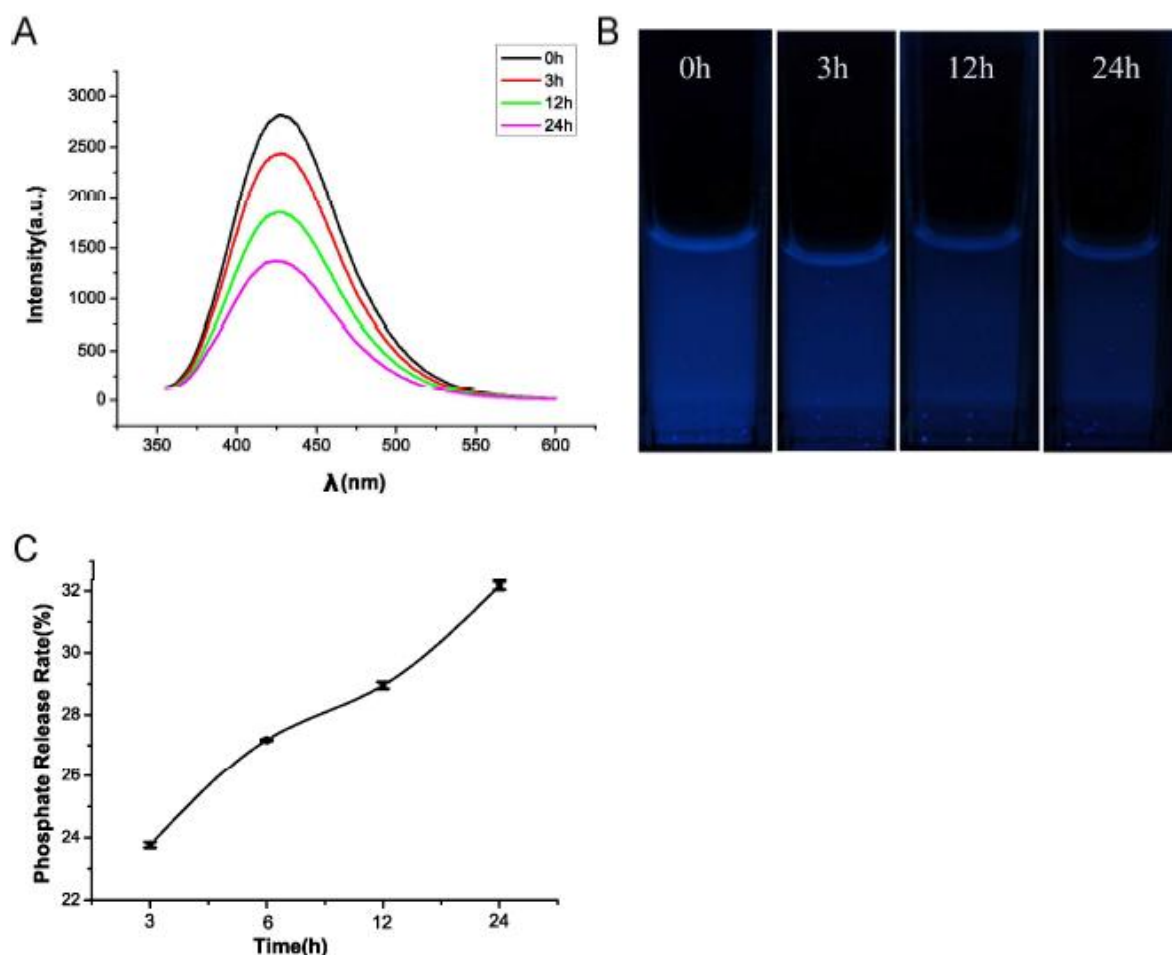 A
0h
3h
12h
24h
3000
2500
2000
1500
1000
500
0
Intensity(a.u.)
350 400 450 500 550 600
λ(nm)
B
0h 3h 12h 24h
C
32
30
28
26
24
22
Phosphate Release Rate(%)
3 6 12 24
Time(h)